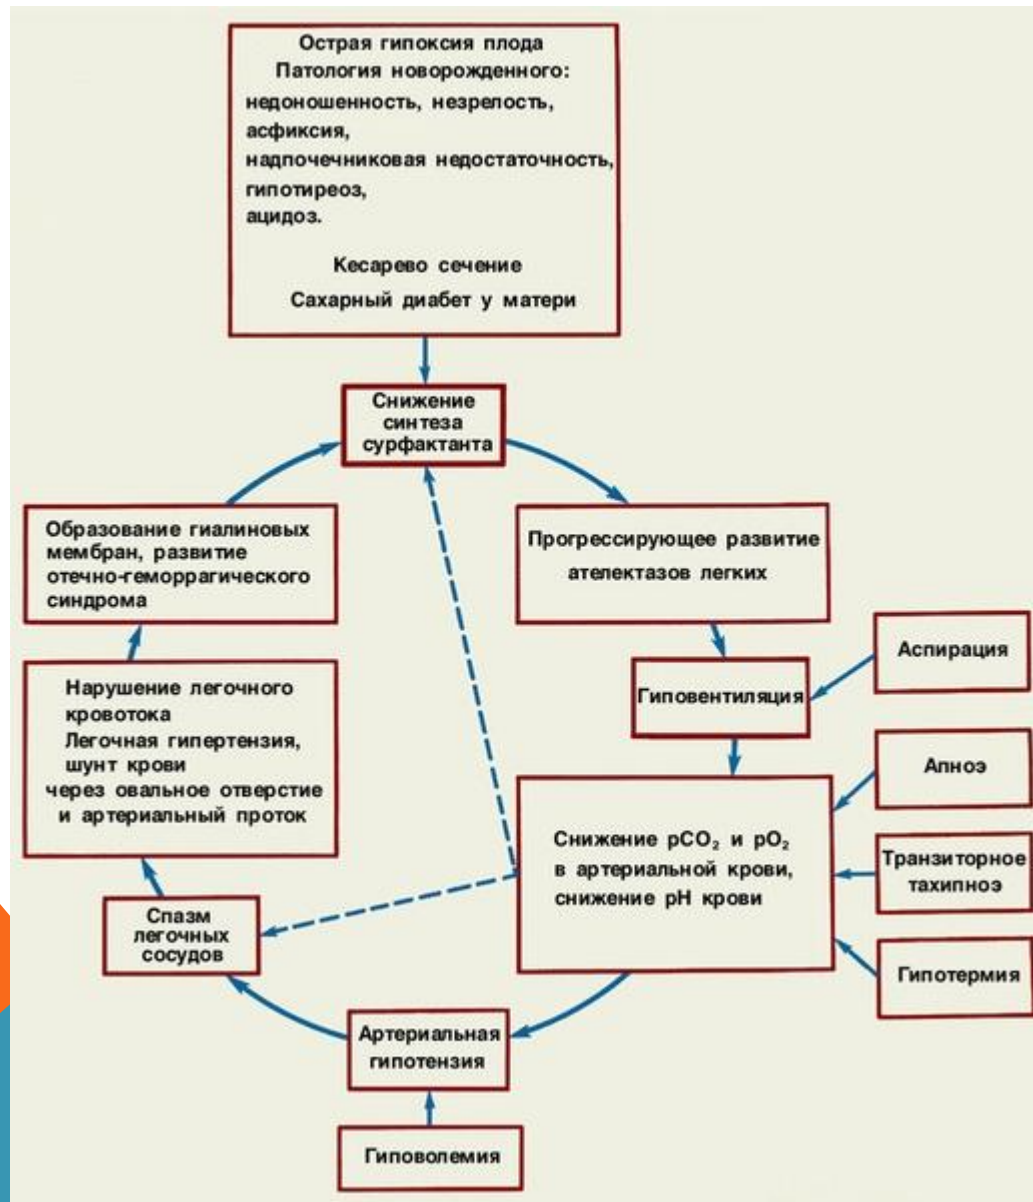 Острая гипоксия плода
Патология новорожденного:
недоношенность, незрелость,
асфиксия,
надпочечниковая недостаточность,
гипотиреоз,
ацидоз.
Кесарево сечение
Сахарный диабет у матери
Снижение
синтеза
сурфактанта
Образование гиалиновых
мембран, развитие
отечно-геморрагического
синдрома
Прогрессирующее развитие
ателектазов легких
Аспирация
Гиповентиляция
Нарушение легочного
кровотока
Легочная гипертензия,
шунт крови
через овальное отверстие
и артериальный проток
Апноэ
Снижение pCO₂ и pO₂
в артериальной крови,
снижение pH крови
Транзиторное
тахипноэ
Спазм
легочных
сосудов
Гипотермия
Артериальная
гипотензия
Гиповолемия